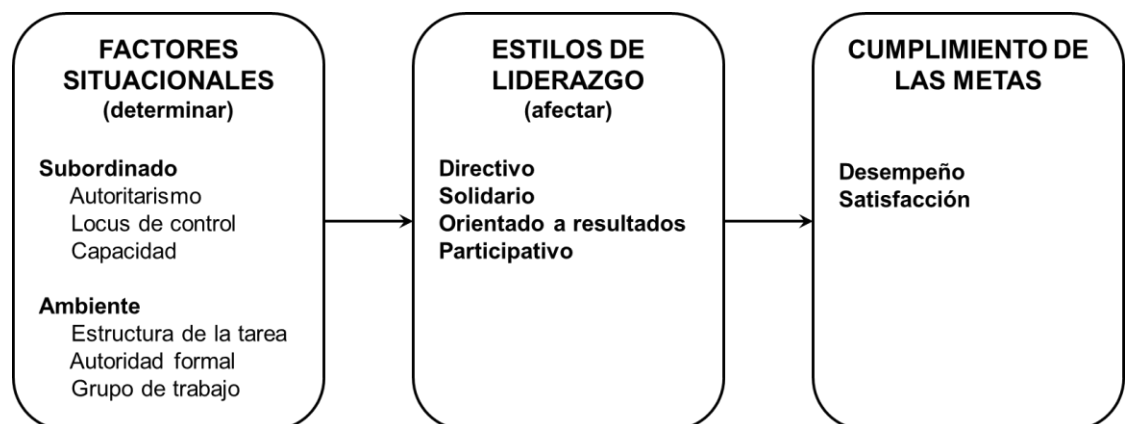 FACTORES
SITUACIONALES
(determinar)
Subordinado
Autoritarismo
Locus de control
Capacidad
Ambiente
Estructura de la tarea
Autoridad formal
Grupo de trabajo
ESTILOS DE
LIDERAZGO
(afectar)
Directivo
Solidario
Orientado a resultados
Participativo
CUMPLIMIENTO DE
LAS METAS
Desempeño
Satisfacción